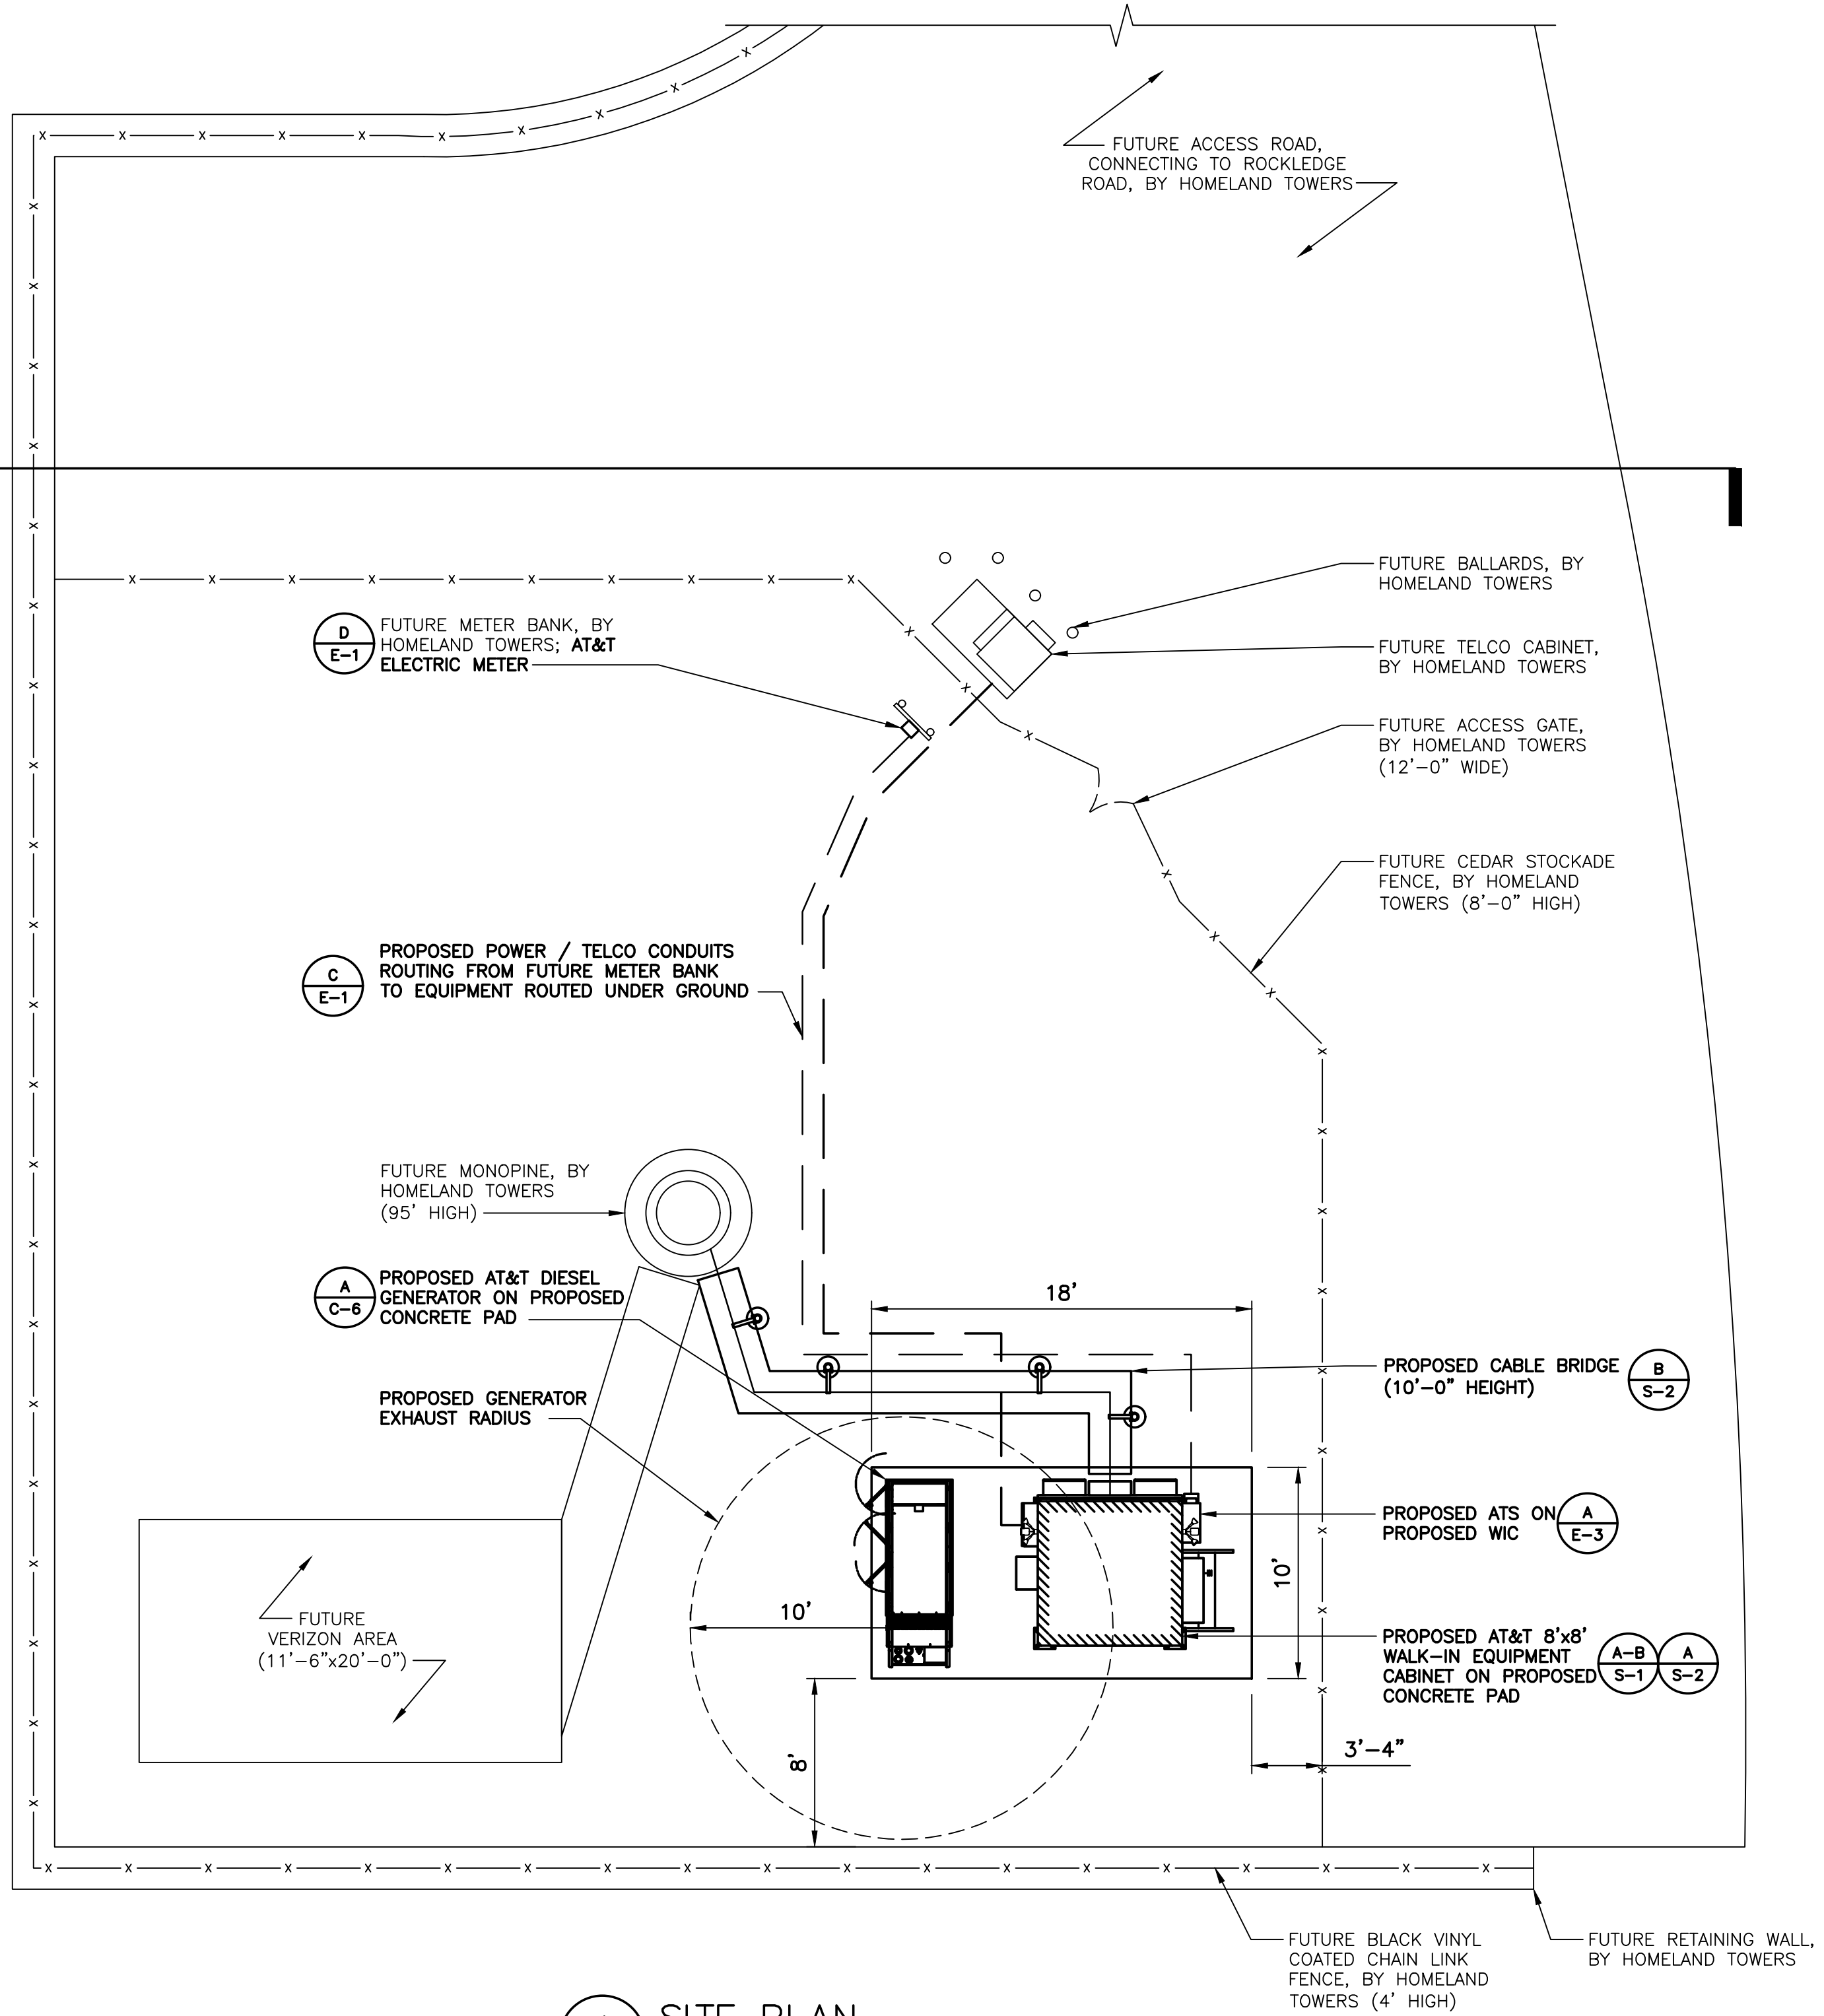 FUTURE ACCESS ROAD,
CONNECTING TO ROCKLEDGE
ROAD, BY HOMELAND TOWERS
FUTURE BALLARDS, BY
HOMELAND TOWERS
D
E-1
FUTURE METER BANK, BY
HOMELAND TOWERS; AT&T
ELECTRIC METER
FUTURE TELCO CABINET,
BY HOMELAND TOWERS
FUTURE ACCESS GATE,
BY HOMELAND TOWERS
(12'-0" WIDE)
FUTURE CEDAR STOCKADE
FENCE, BY HOMELAND
TOWERS (8'-0" HIGH)
C
E-1
PROPOSED POWER / TELCO CONDUITS
ROUTING FROM FUTURE METER BANK
TO EQUIPMENT ROUTED UNDER GROUND
FUTURE MONOPINE, BY
HOMELAND TOWERS
(95' HIGH)
A
C-6
PROPOSED AT&T DIESEL
GENERATOR ON PROPOSED
CONCRETE PAD
18'
PROPOSED CABLE BRIDGE
(10'-0" HEIGHT)
B
S-2
PROPOSED GENERATOR
EXHAUST RADIUS
PROPOSED ATS ON
PROPOSED WIC
A
E-3
10'
10'
FUTURE
VERIZON AREA
(11'-6"x20'-0")
PROPOSED AT&T 8'x8'
WALK-IN EQUIPMENT
CABINET ON PROPOSED
CONCRETE PAD
A-B
S-1
A
S-2
3'-4"
8'
FUTURE BLACK VINYL
COATED CHAIN LINK
FENCE, BY HOMELAND
TOWERS (4' HIGH)
FUTURE RETAINING WALL,
BY HOMELAND TOWERS
SITE PLAN